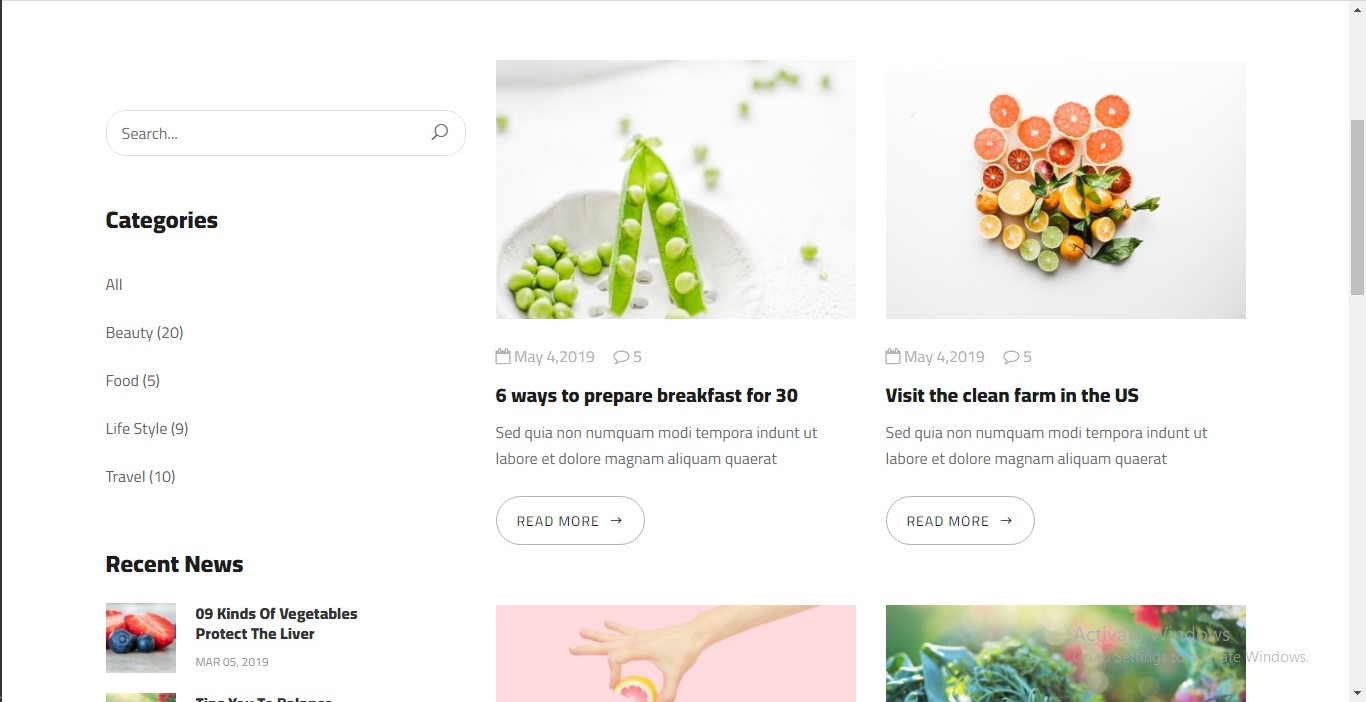 Search...
Categories
All
Beauty (20)
Food (5)
Life Style (9)
Travel (10)
Recent News
09 Kinds Of Vegetables
Protect The Liver
MAR 05, 2019
Tips You To Balance
May 4,2019 5
6 ways to prepare breakfast for 30
Sed quia non numquam modi tempora indunt ut
labore et dolore magnam aliquam quaerat
READ MORE →
May 4,2019 5
Visit the clean farm in the US
Sed quia non numquam modi tempora indunt ut
labore et dolore magnam aliquam quaerat
READ MORE →
Activate Windows
Go to Settings to activate Windows.